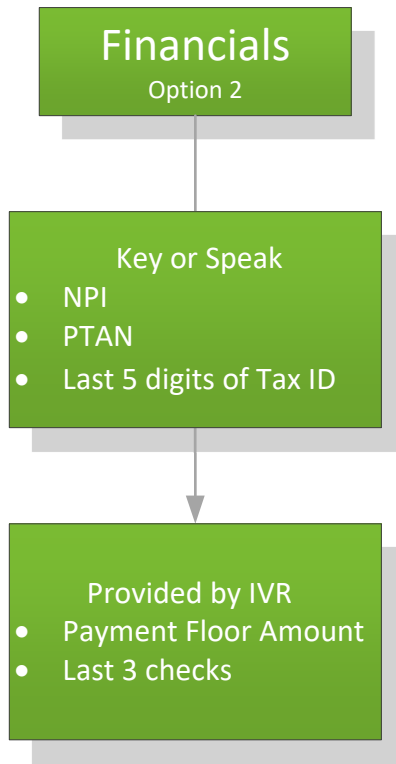 Financials
Option 2
Key or Speak
• NPI
• PTAN
• Last 5 digits of Tax ID
Provided by IVR
• Payment Floor Amount
• Last 3 checks